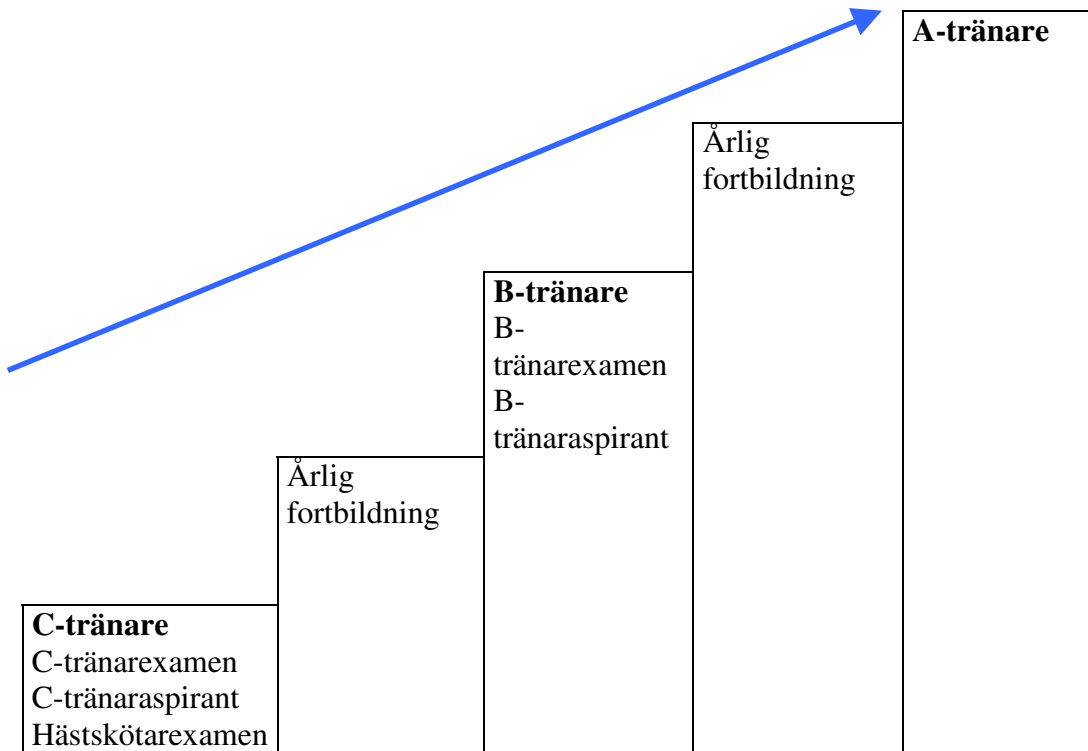 C-tränare
C-tränarexamen
C-tränaraspirant
Hästskötarexamen
Årlig
fortbildning
B-tränare
B-
tränarexamen
B-
tränaraspirant
Årlig
fortbildning
A-tränare